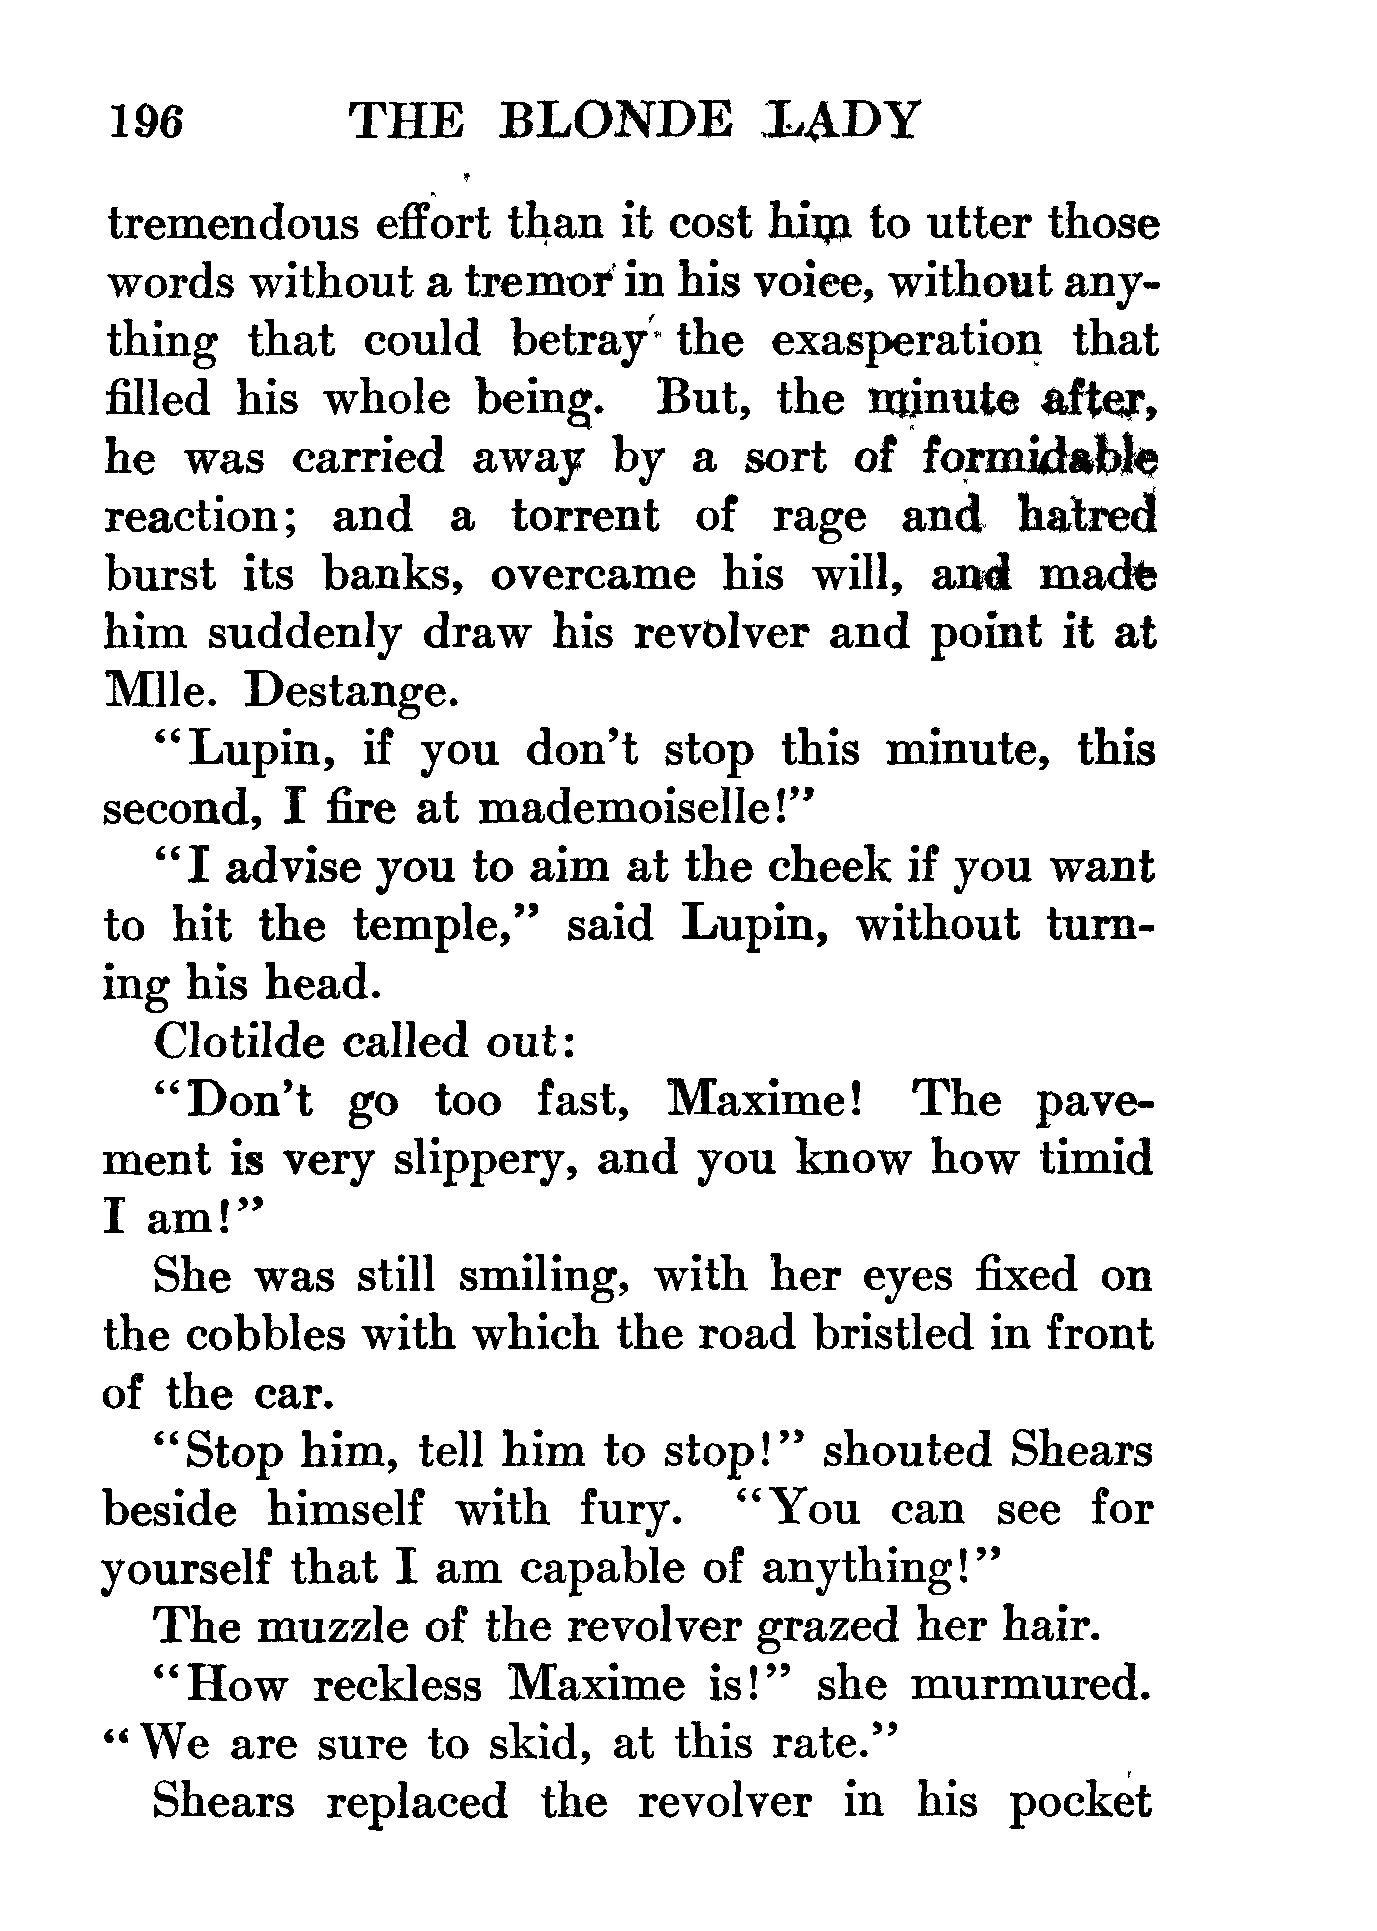 196 THE BLONDE LADY
tremendous effort than it cost him to utter those
words without a tremor in his voice, without any-
thing that could betray the exasperation that
filled his whole being. But, the minute after,
he was carried away by a sort of formidable
reaction; and a torrent of rage and hatred
burst its banks, overcame his will, and made
him suddenly draw his revolver and point it at
Mlle. Destange.
"Lupin, if you don't stop this minute, this
second, I fire at mademoiselle!"
"I advise you to aim at the cheek if you want
to hit the temple," said Lupin, without turn-
ing his head.
Clotilde called out:
"Don't go too fast, Maxime! The pave-
ment is very slippery, and you know how timid
I am!"
She was still smiling, with her eyes fixed on
the cobbles with which the road bristled in front
of the car.
"Stop him, tell him to stop!" shouted Shears
beside himself with fury. "You can see for
yourself that I am capable of anything!"
The muzzle of the revolver grazed her hair.
"How reckless Maxime is!" she murmured.
"We are sure to skid, at this rate."
Shears replaced the revolver in his pocket